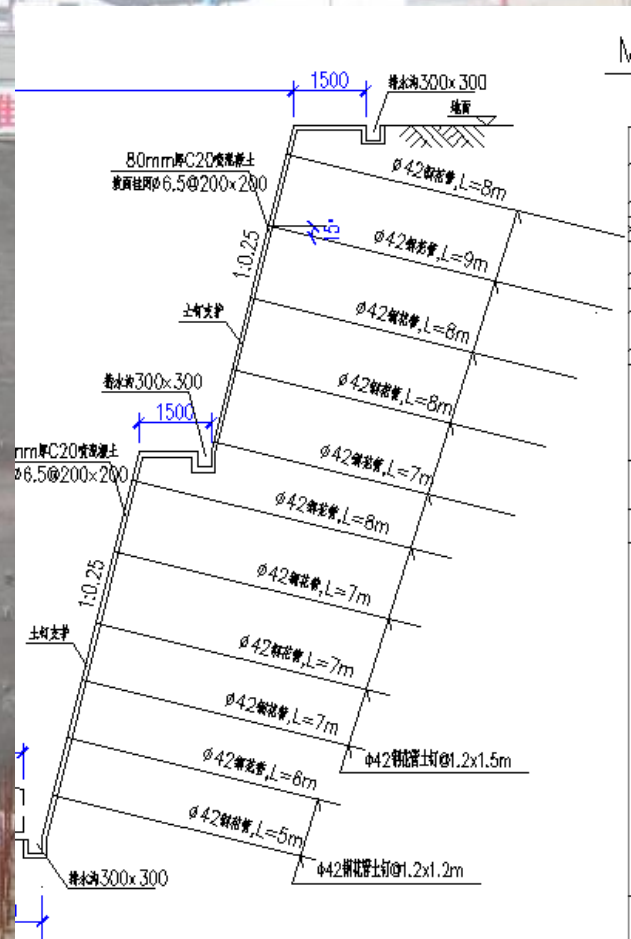 M
1500
排水沟300x300
地面
80mm厚C20喷混凝土
坡面挂网Φ6.5@200x200
Φ42钢花管,L=8m
15°
Φ42钢花管,L=9m
1:0.25
Φ42钢花管,L=8m
土钉支护
Φ42钢花管,L=8m
排水沟300x300
1500
mm厚C20喷混凝土
Φ6.5@200x200
Φ42钢花管,L=7m
Φ42钢花管,L=8m
1:0.25
Φ42钢花管,L=7m
土钉支护
Φ42钢花管,L=7m
Φ42钢花管,L=7m
Φ42钢花管土钉@1.2x1.5m
Φ42钢花管,L=6m
Φ42钢花管,L=5m
Φ42钢花管土钉@1.2x1.2m
排水沟300x300